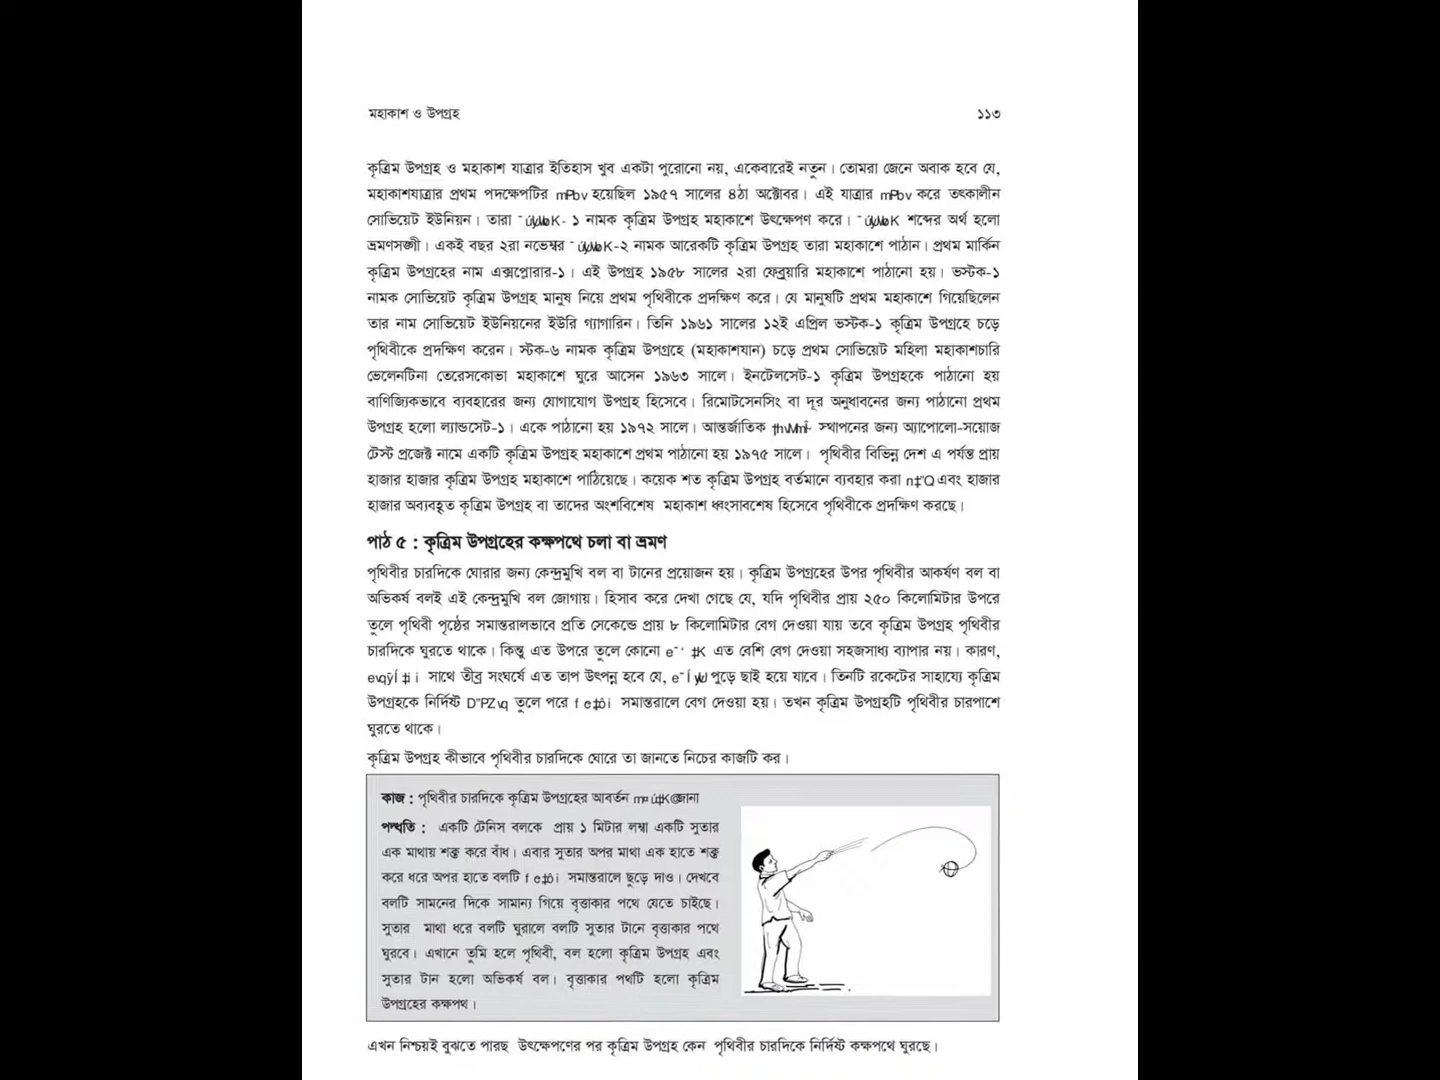 মহাকাশ ও উপগ্রহ ১১৩
কৃত্রিম উপগ্রহ ও মহাকাশ যাত্রার ইতিহাস খুব একটা পুরোনো নয়, একেবারেই নতুন। তোমরা জেনে অবাক হবে যে,
মহাকাশযাত্রার প্রথম পদক্ষেপটির হয়েছিল ১৯৫৭ সালের ৪ঠা অক্টোবর। এই যাত্রার করে তৎকালীন
সোভিয়েট ইউনিয়ন। তারা ১ নামক কৃত্রিম উপগ্রহ মহাকাশে উৎক্ষেপণ করে। শব্দের অর্থ হলো
ভ্রমণসঙ্গী। একই বছর ২রা নভেম্বর -২ নামক আরেকটি কৃত্রিম উপগ্রহ তারা মহাকাশে পাঠান। প্রথম মার্কিন
কৃত্রিম উপগ্রহের নাম এক্সপ্লোরার-১। এই উপগ্রহ ১৯৫৮ সালের ২রা ফেব্রুয়ারি মহাকাশে পাঠানো হয়। ভস্টক-১
নামক সোভিয়েট কৃত্রিম উপগ্রহ মানুষ নিয়ে প্রথম পৃথিবীকে প্রদক্ষিণ করে। যে মানুষটি প্রথম মহাকাশে গিয়েছিলেন
তার নাম সোভিয়েট ইউনিয়নের ইউরি গ্যাগারিন। তিনি ১৯৬১ সালের ১২ই এপ্রিল ভস্টক-১ কৃত্রিম উপগ্রহে চড়ে
পৃথিবীকে প্রদক্ষিণ করেন। স্টক-৬ নামক কৃত্রিম উপগ্রহে (মহাকাশযান) চড়ে প্রথম সোভিয়েট মহিলা মহাকাশচারি
ভেলেনটিনা তেরেসকোভা মহাকাশে ঘুরে আসেন ১৯৬৩ সালে। ইনটেলসেট-১ কৃত্রিম উপগ্রহকে পাঠানো হয়
বাণিজ্যিকভাবে ব্যবহারের জন্য যোগাযোগ উপগ্রহ হিসেবে। রিমোটসেনসিং বা দূর অনুধাবনের জন্য পাঠানো প্রথম
উপগ্রহ হলো ল্যান্ডসেট-১। একে পাঠানো হয় ১৯৭২ সালে। আন্তর্জাতিক স্থাপনের জন্য অ্যাপোলো-সয়োজ
টেস্ট প্রজেক্ট নামে একটি কৃত্রিম উপগ্রহ মহাকাশে প্রথম পাঠানো হয় ১৯৭৫ সালে। পৃথিবীর বিভিন্ন দেশ এ পর্যন্ত প্রায়
হাজার হাজার কৃত্রিম উপগ্রহ মহাকাশে পাঠিয়েছে। কয়েক শত কৃত্রিম উপগ্রহ বর্তমানে ব্যবহার করা n‡"Q এবং হাজার
হাজার অব্যবহূত কৃত্রিম উপগ্রহ বা তাদের অংশবিশেষ মহাকাশ ধ্বংসাবশেষ হিসেবে পৃথিবীকে প্রদক্ষিণ করছে।
পাঠ ৫ : কৃত্রিম উপগ্রহের কক্ষপথে চলা বা ভ্রমণ
পৃথিবীর চারদিকে ঘোরার জন্য কেন্দ্রমুখি বল বা টানের প্রয়োজন হয়। কৃত্রিম উপগ্রহের উপর পৃথিবীর আকর্ষণ বল বা
অভিকর্ষ বলই এই কেন্দ্রমুখি বল জোগায়। হিসাব করে দেখা গেছে যে, যদি পৃথিবীর প্রায় ২৫০ কিলোমিটার উপরে
তুলে পৃথিবী পৃষ্ঠের সমান্তরালভাবে প্রতি সেকেন্ডে প্রায় ৮ কিলোমিটার বেগ দেওয়া যায় তবে কৃত্রিম উপগ্রহ পৃথিবীর
চারদিকে ঘুরতে থাকে। কিন্তু এত উপরে তুলে কোনো এত বেশি বেগ দেওয়া সহজসাধ্য ব্যাপার নয়। কারণ,
সাথে তীব্র সংঘর্ষে এত তাপ উৎপন্ন হবে যে, পুড়ে ছাই হয়ে যাবে। তিনটি রকেটের সাহায্যে কৃত্রিম
উপগ্রহকে নির্দিষ্ট তুলে পরে সমান্তরালে বেগ দেওয়া হয়। তখন কৃত্রিম উপগ্রহটি পৃথিবীর চারপাশে
ঘুরতে থাকে।
কৃত্রিম উপগ্রহ কীভাবে পৃথিবীর চারদিকে ঘোরে তা জানতে নিচের কাজটি কর।
কাজ : পৃথিবীর চারদিকে কৃত্রিম উপগ্রহের আবর্তন জানা
পদ্ধতি : একটি টেনিস বলকে প্রায় ১ মিটার লম্বা একটি সুতার
এক মাথায় শক্ত করে বাঁধ। এবার সুতার অপর মাথা এক হাতে শক্ত
করে ধরে অপর হাতে বলটি সমান্তরালে ছুড়ে দাও। দেখবে
বলটি সামনের দিকে সামান্য গিয়ে বৃত্তাকার পথে যেতে চাইছে।
সুতার মাথা ধরে বলটি ঘুরালে বলটি সুতার টানে বৃত্তাকার পথে
ঘুরবে। এখানে তুমি হলে পৃথিবী, বল হলো কৃত্রিম উপগ্রহ এবং
সুতার টান হলো অভিকর্ষ বল। বৃত্তাকার পথটি হলো কৃত্রিম
উপগ্রহের কক্ষপথ।
এখন নিশ্চয়ই বুঝতে পারছ উৎক্ষেপণের পর কৃত্রিম উপগ্রহ কেন পৃথিবীর চারদিকে নির্দিষ্ট কক্ষপথে ঘুরছে।